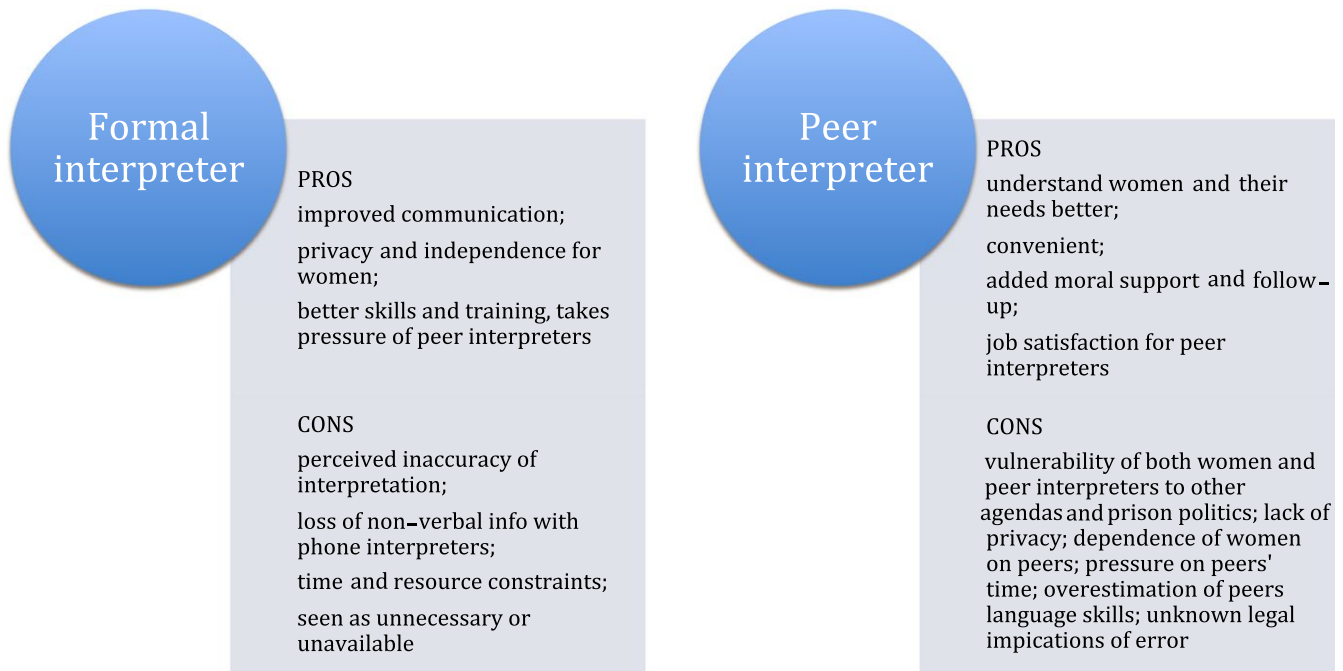 Formal
interpreter
PROS
improved communication;
privacy and independence for
women;
better skills and training, takes
pressure of peer interpreters
CONS
perceived inaccuracy of
interpretation;
loss of non-verbal info with
phone interpreters;
time and resource constraints;
seen as unnecessary or
unavailable
Peer
interpreter
PROS
understand women and their
needs better;
convenient;
added moral support and follow-
up;
job satisfaction for peer
interpreters
CONS
vulnerability of both women and
peer interpreters to other
agendas and prison politics; lack of
privacy; dependence of women
on peers; pressure on peers'
time; overestimation of peers
language skills; unknown legal
impications of error